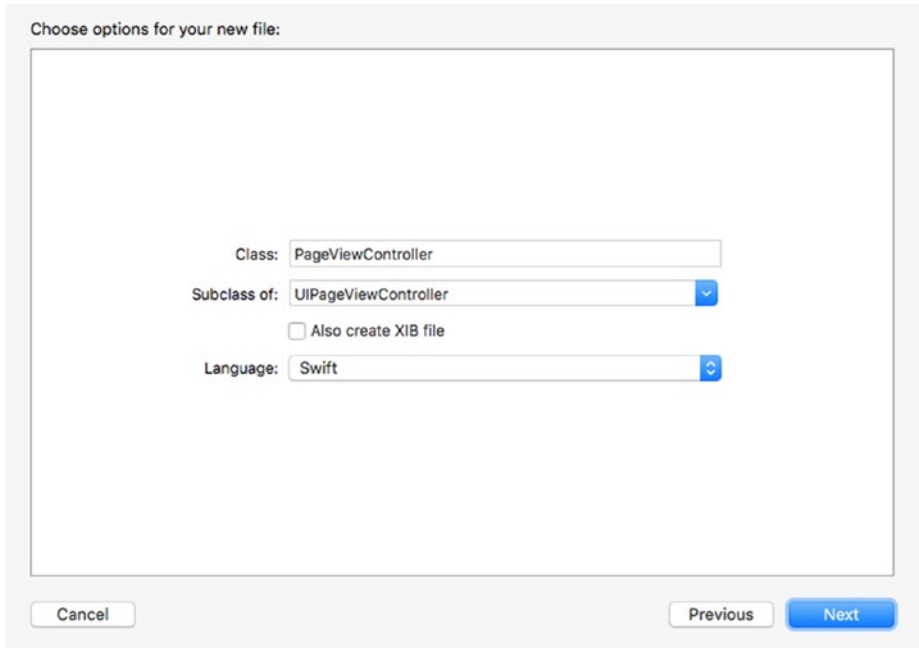 Choose options for your new file:
Class: PageViewController
Subclass of: UIPageViewController
Also create XIB file
Language: Swift
Cancel Previous Next